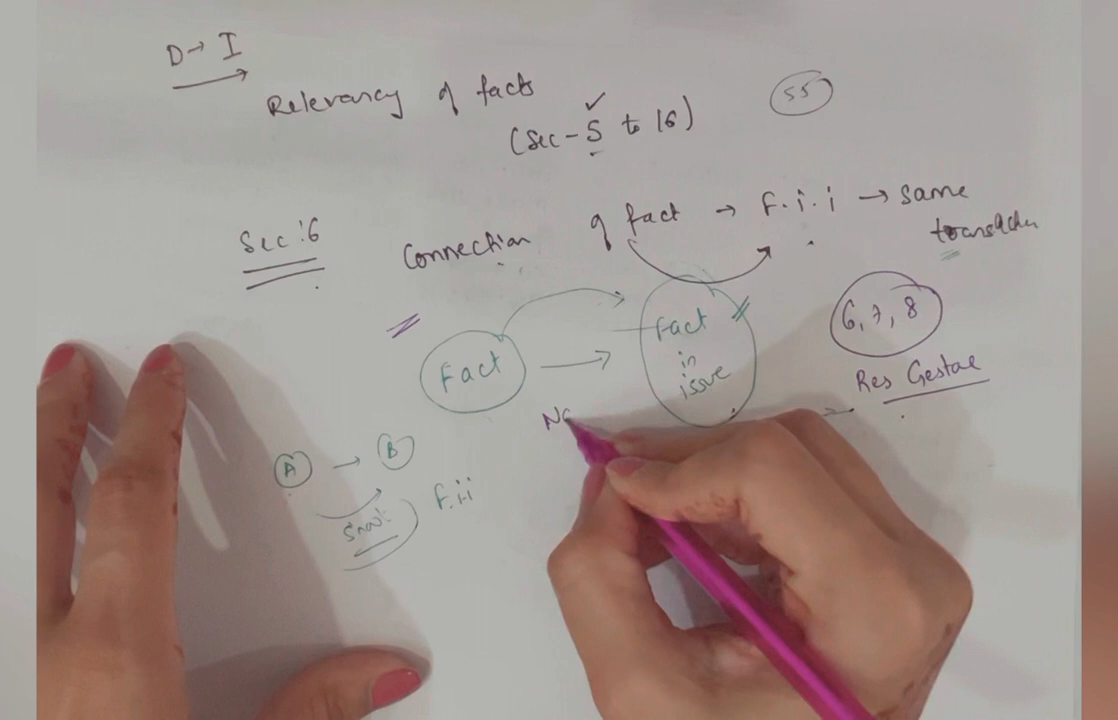 D → I
Relevancy of facts
(Sec - 5 to 16)
55
Sec : 6
Connection of fact → F.i.i → same
transaction
6, 7, 8
Res Gestae
Fact → Fact
in
issue
A → B
F.i.i